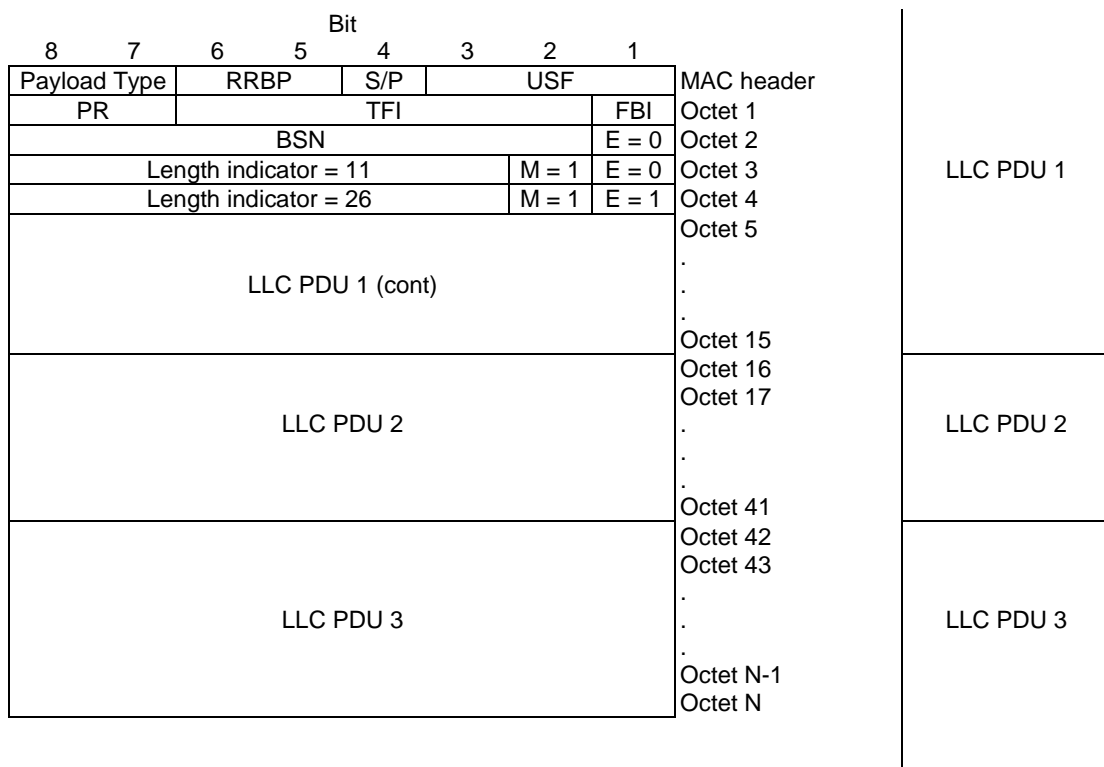 Bit
8 7 6 5 4 3 2 1
Payload Type RRBP S/P USF MAC header
PR TFI FBI Octet 1
BSN E = 0 Octet 2
Length indicator = 11 M = 1 E = 0 Octet 3 LLC PDU 1
Length indicator = 26 M = 1 E = 1 Octet 4
Octet 5
.
LLC PDU 1 (cont) .
.
Octet 15
Octet 16
Octet 17
LLC PDU 2 . LLC PDU 2
.
.
Octet 41
Octet 42
Octet 43
.
LLC PDU 3 . LLC PDU 3
.
Octet N-1
Octet N